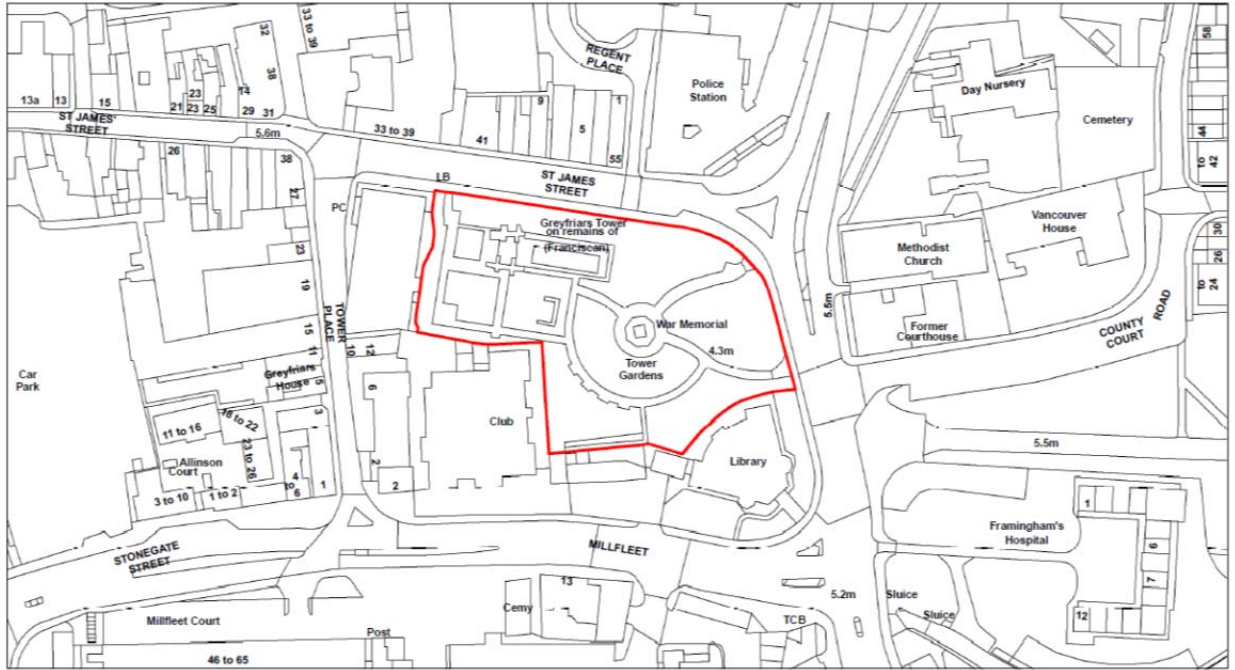 33 to 39
32
38
58
REGENT
PLACE
Police
Station
Day Nursery
Cemetery
23
14
13a
13
15
21
23
25
29
31
9
1
ST JAMES'
STREET
5.6m
33 to 39
41
5
55
44
to
42
26
38
LB
ST JAMES
STREET
27
PC
Greyfriars Tower
on remains of
(Franciscan)
Vancouver
House
23
Methodist
Church
30
26
to
24
19
TOWER
PLACE
5.5m
War Memorial
Former
Courthouse
COUNTY
COURT
ROAD
15
11
10
12
4.3m
Tower
Gardens
Car
Park
Greyfriars
House
5
6
3
Club
11 to 16
18 to 22
23 to 26
5.5m
Allinson
Court
Library
3 to 10
1 to 2
4
to
6
1
2
2
1
Framingham's
Hospital
6
7
12
STONEGATE
STREET
MILLFLEET
13
5.2m
Sluice
Sluice
Cemy
Millfleet Court
Post
TCB
46 to 65